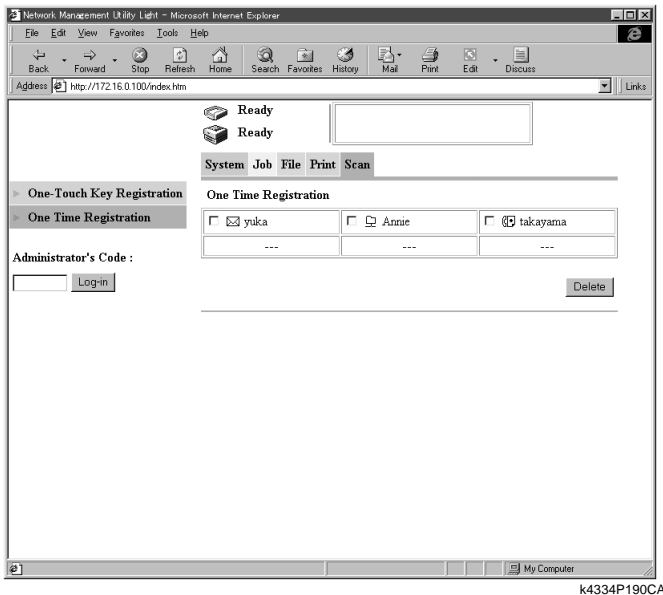 Network Management Utility Light - Microsoft Internet Explorer
File Edit View Favorites Tools Help
Back Forward Stop Refresh Home Search Favorites History Mail Print Edit Discuss
Address http://172.16.0.100/index.htm Links
Ready
Ready
System Job File Print Scan
One-Touch Key Registration
One Time Registration
Administrator's Code :
Log-in
One Time Registration
yuka Annie takayama
--- --- ---
Delete
My Computer
k4334P190CA